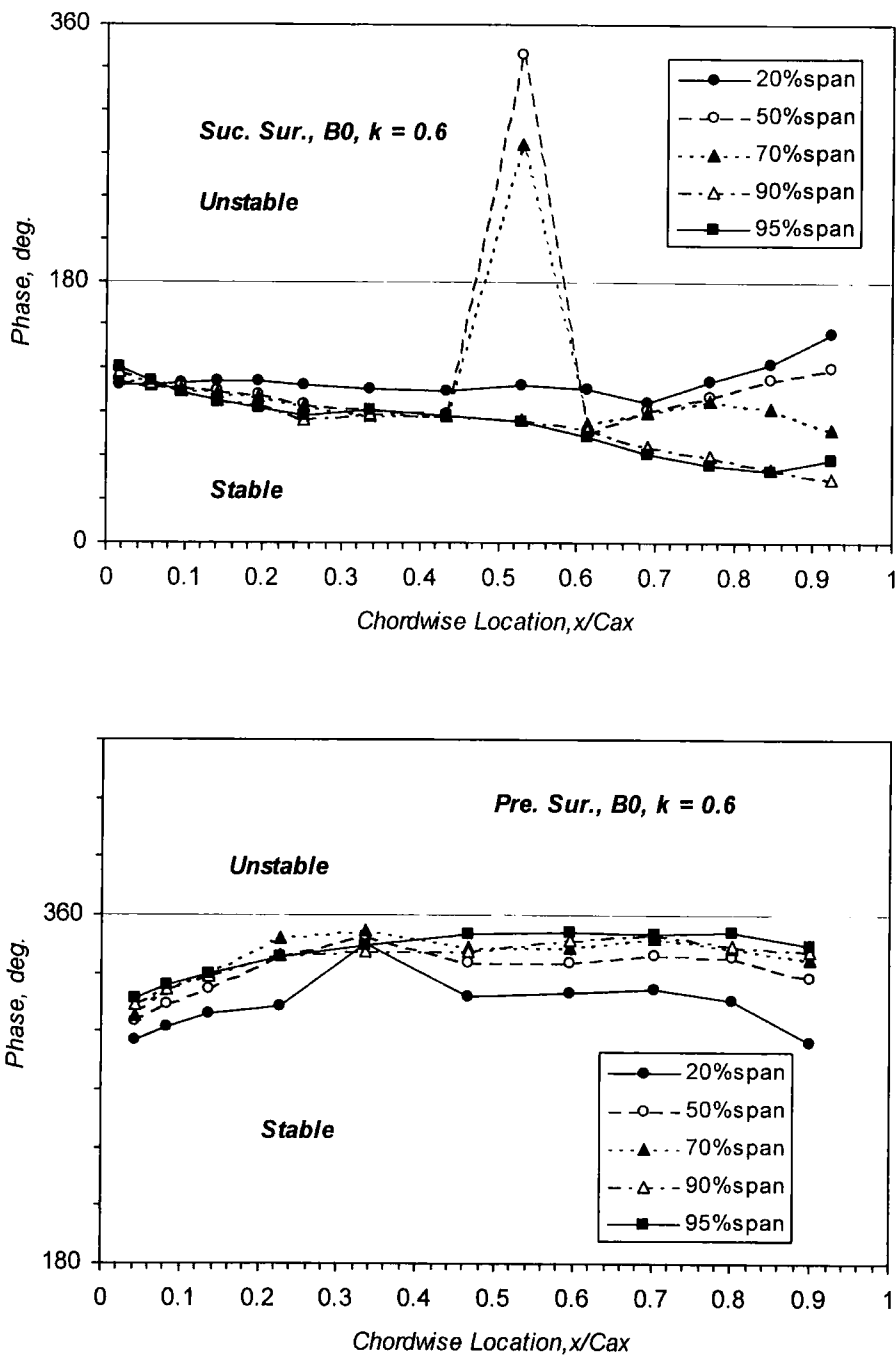 360
Suc. Sur., B0, k = 0.6
Unstable
20%span
50%span
70%span
90%span
95%span
Phase, deg.
180
Stable
0
0 0.1 0.2 0.3 0.4 0.5 0.6 0.7 0.8 0.9 1
Chordwise Location,x/Cax
Pre. Sur., B0, k = 0.6
Unstable
360
Phase, deg.
Stable
20%span
50%span
70%span
90%span
95%span
180
0 0.1 0.2 0.3 0.4 0.5 0.6 0.7 0.8 0.9 1
Chordwise Location,x/Cax